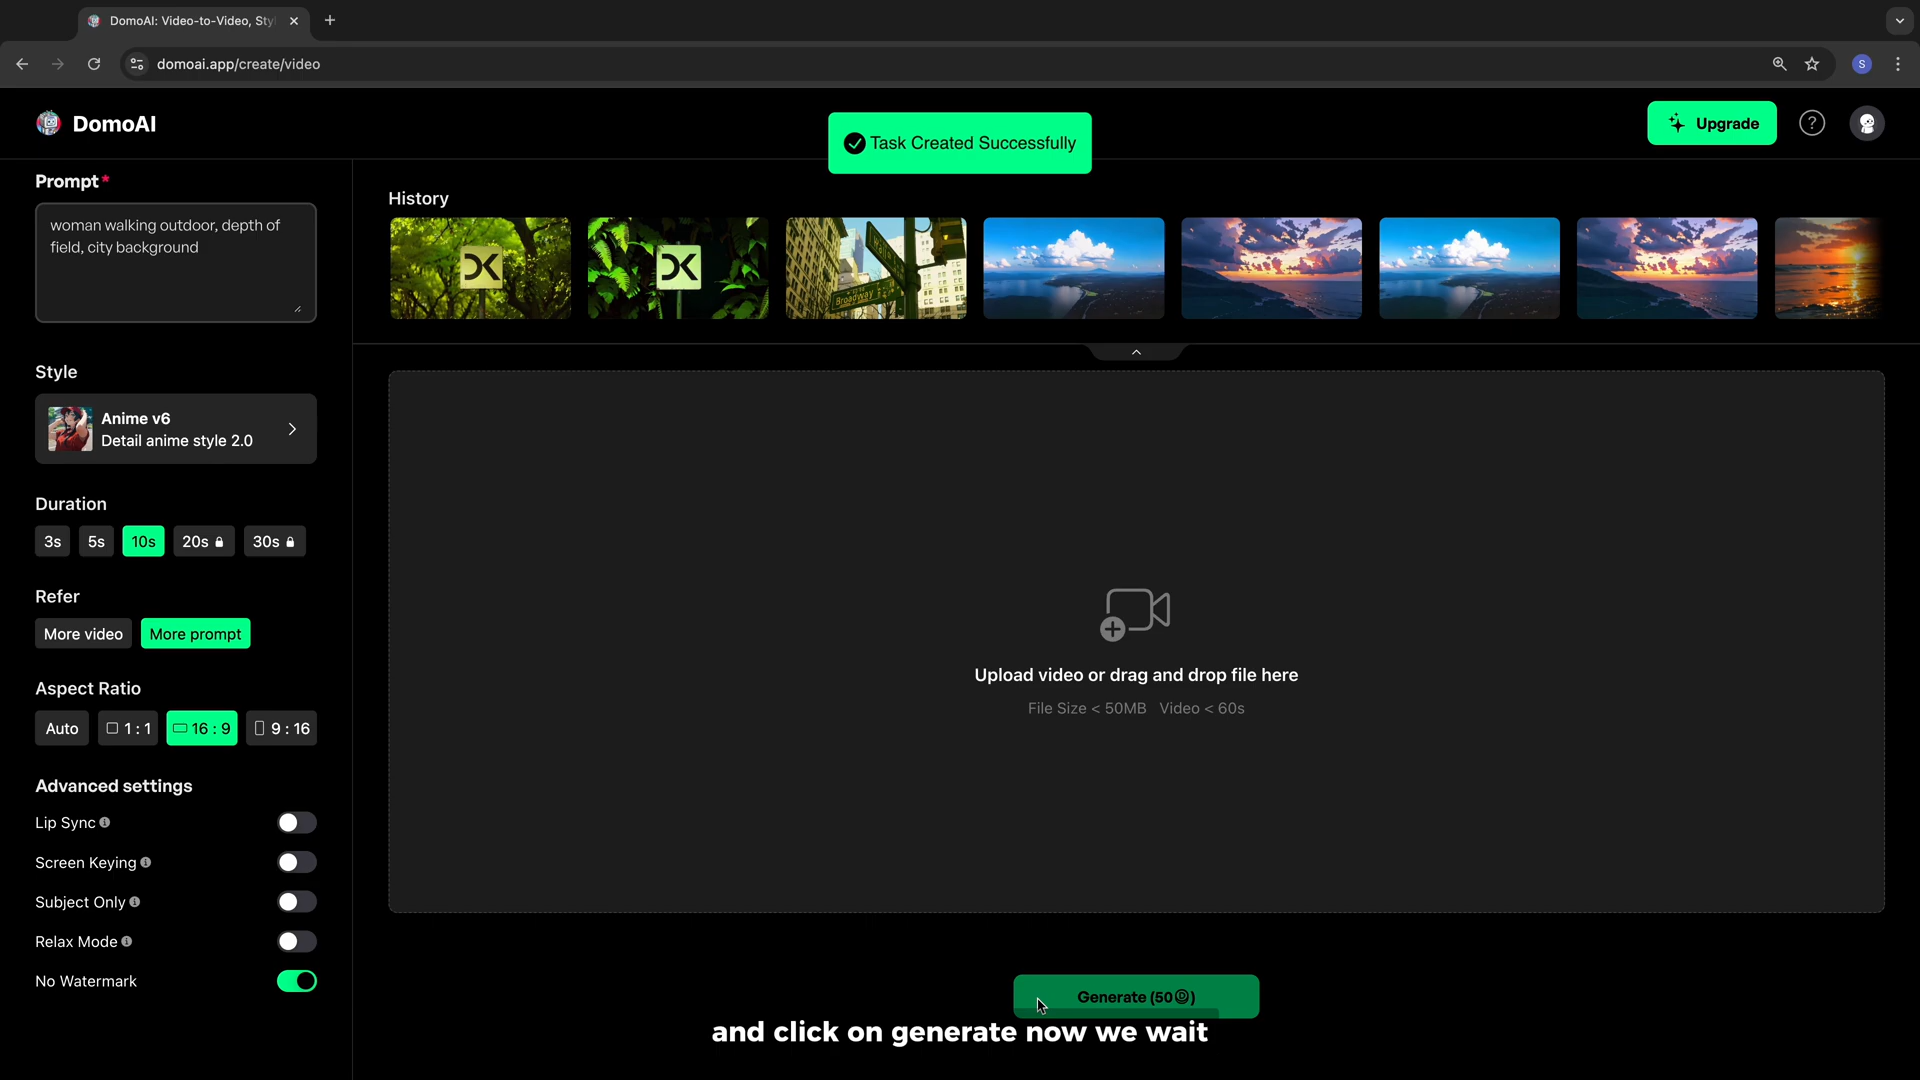 DomoAI: Video-to-Video, Sty
domoai.app/create/video
S
DomoAI
Task Created Successfully
Upgrade
?
Prompt*
woman walking outdoor, depth of
field, city background
Style
Anime v6
Detail anime style 2.0
Duration
3s 5s 10s 20s 30s
Refer
More video More prompt
Aspect Ratio
Auto 1 : 1 16 : 9 9 : 16
Advanced settings
Lip Sync
Screen Keying
Subject Only
Relax Mode
No Watermark
History
Broadway
Upload video or drag and drop file here
File Size < 50MB Video < 60s
Generate (50)
and click on generate now we wait